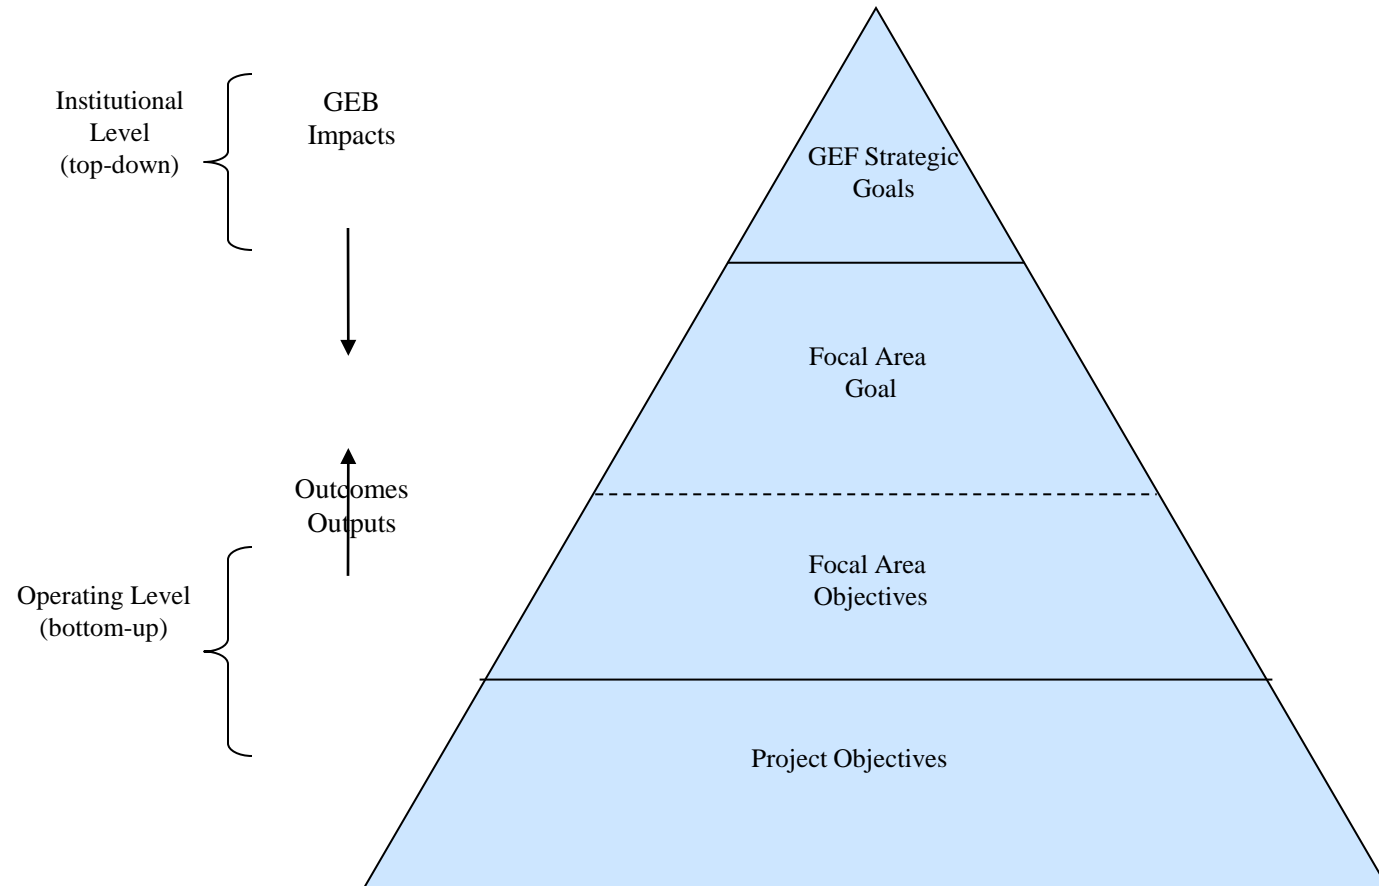 Institutional
Level
(top-down)
GEB
Impacts
GEF Strategic
Goals
Focal Area
Goal
Outcomes
Outputs
Focal Area
Objectives
Operating Level
(bottom-up)
Project Objectives